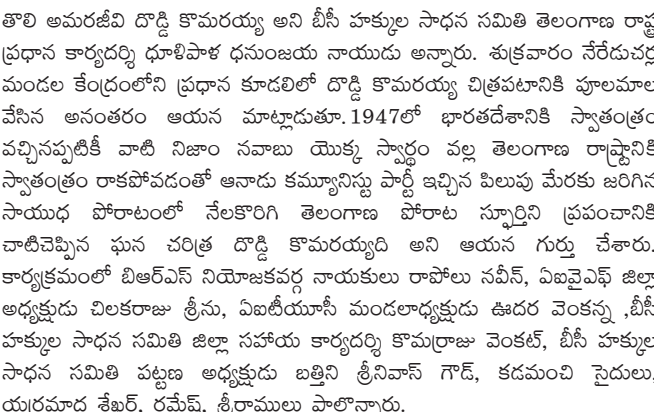 తొలి అమరజీవి దొడ్డి కొమరయ్య అని బీసీ హక్కుల సాధన సమితి తెలంగాణ రాష్ట్ర
ప్రధాన కార్యదర్శి ధూళిపాళ ధనుంజయ నాయుడు అన్నారు. శుక్రవారం నేరేడుచర్ల
మండల కేంద్రంలోని ప్రధాన కూడలిలో దొడ్డి కొమరయ్య చిత్రపటానికి పూలమాల
వేసిన అనంతరం ఆయన మాట్లాడుతూ. 1947లో భారతదేశానికి స్వాతంత్రం
వచ్చినప్పటికీ వాటి నిజాం నవాబు యొక్క స్వార్థం వల్ల తెలంగాణ రాష్ట్రానికి
స్వాతంత్రం రాకపోవడంతో ఆనాడు కమ్యూనిస్టు పార్టీ ఇచ్చిన పిలుపు మేరకు జరిగిన
సాయుధ పోరాటంలో నేలకొరిగి తెలంగాణ పోరాట స్ఫూర్తిని ప్రపంచానికి
చాటిచెప్పిన ఘన చరిత్ర దొడ్డి కొమరయ్యది అని ఆయన గుర్తు చేశారు.
కార్యక్రమంలో బిఆర్ఎస్ నియోజకవర్గ నాయకులు రాపోలు నవీన్, ఏఐవైఎఫ్ జిల్లా
అధ్యక్షుడు చిలకరాజు శ్రీను, ఏఐటీయూసీ మండలాధ్యక్షుడు ఊదర వెంకన్న ,బీసీ
హక్కుల సాధన సమితి జిల్లా సహాయ కార్యదర్శి కొమర్రాజు వెంకట్, బీసీ హక్కుల
సాధన సమితి పట్టణ అధ్యక్షుడు బత్తిని శ్రీనివాస్ గౌడ్, కడమంచి సైదులు,
యర్రమాద శేఖర్, రమేష్, శ్రీరాములు పాల్గొన్నారు.